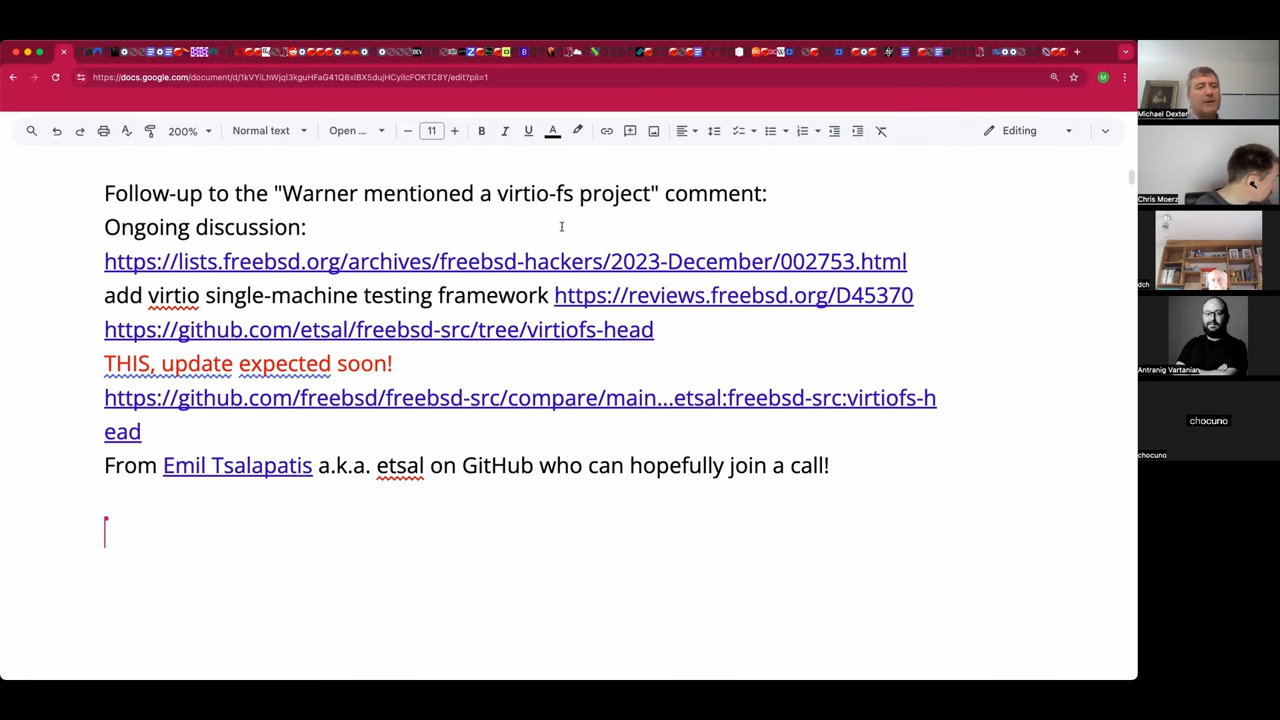 https://docs.google.com/document/d/1kVYiLhWjqI3kguHFaG41Q8xlBX5dujHCyilcFOKTC8Y/edit?pli=1
200%
Normal text
Open ...
11
Editing
Follow-up to the "Warner mentioned a virtio-fs project" comment:
Ongoing discussion:
https://lists.freebsd.org/archives/freebsd-hackers/2023-December/002753.html
add virtio single-machine testing framework https://reviews.freebsd.org/D45370
https://github.com/etsal/freebsd-src/tree/virtiofs-head
THIS, update expected soon!
https://github.com/freebsd/freebsd-src/compare/main...etsal:freebsd-src:virtiofs-h
ead
From Emil Tsalapatis a.k.a. etsal on GitHub who can hopefully join a call!
Michael Dexter
Chris Moerz
dch
Antranig Vartanian
chocuno
chocuno